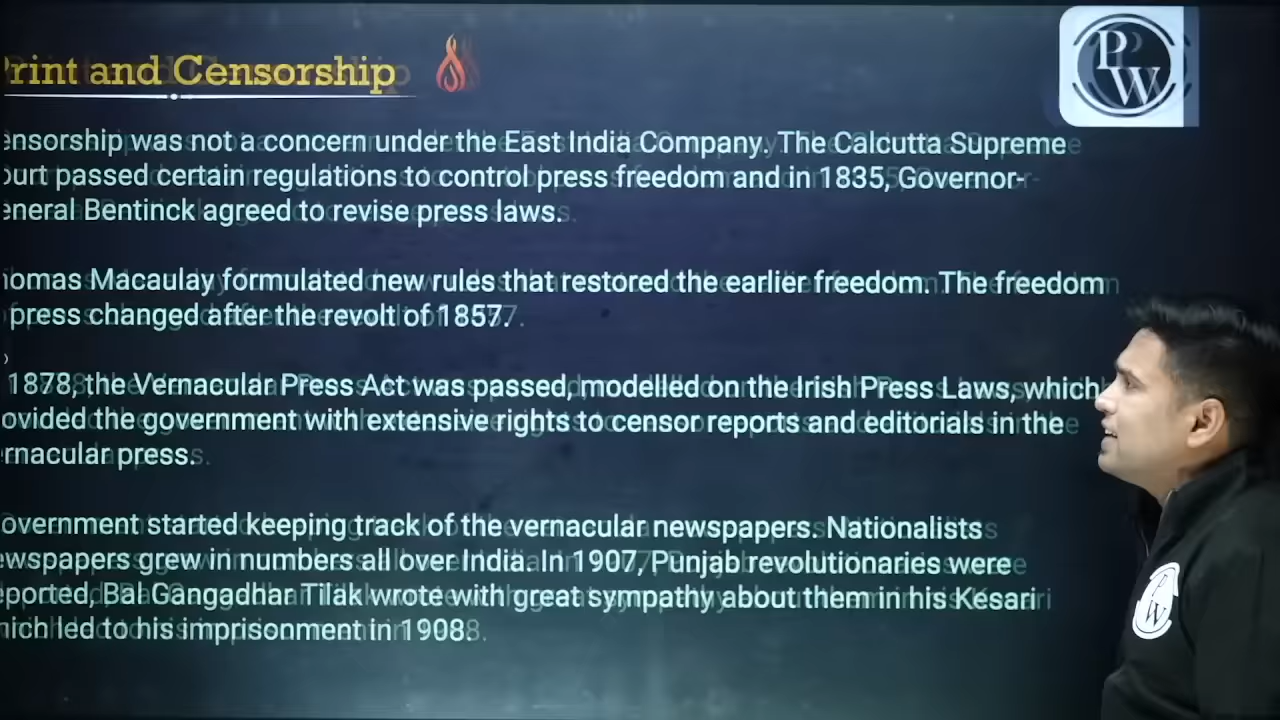 Print and Censorship
PW
ensorship was not a concern under the East India Company. The Calcutta Supreme
ourt passed certain regulations to control press freedom and in 1835, Governor-
eneral Bentinck agreed to revise press laws.
homas Macaulay formulated new rules that restored the earlier freedom. The freedom
press changed after the revolt of 1857.
1878, the Vernacular Press Act was passed, modelled on the Irish Press Laws, which
ovided the government with extensive rights to censor reports and editorials in the
rnacular press.
overnment started keeping track of the vernacular newspapers. Nationalists
ewspapers grew in numbers all over India. In 1907, Punjab revolutionaries were
eported, Bal Gangadhar Tilak wrote with great sympathy about them in his Kesari
hich led to his imprisonment in 1908.
PW